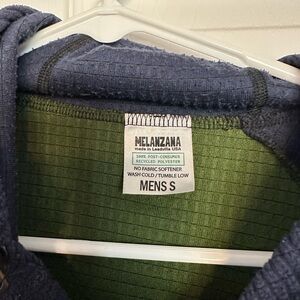 MELANZANA
made in Leadville USA
100% POST-CONSUMER
RECYCLED POLYESTER
NO FABRIC SOFTENER
WASH COLD / TUMBLE LOW
MENS S